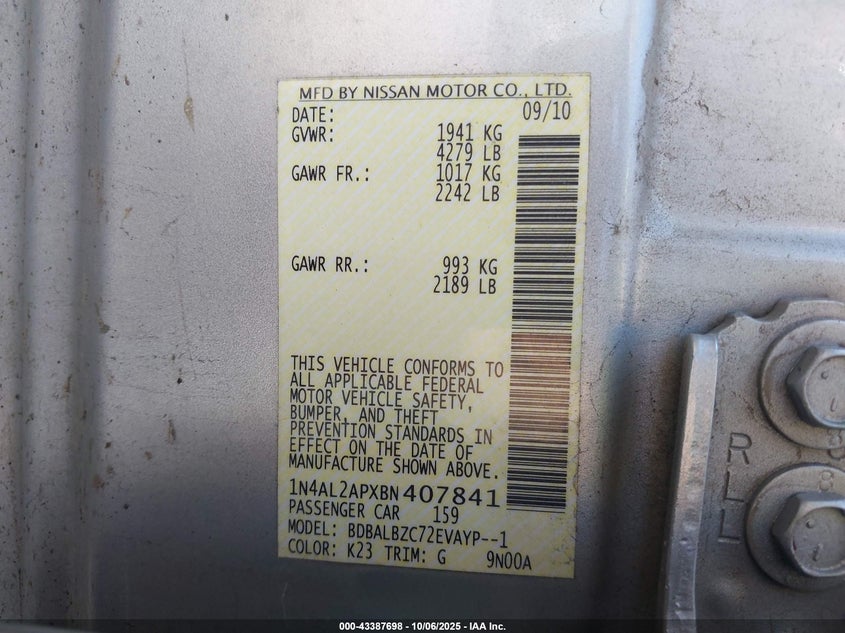 MFD BY NISSAN MOTOR CO., LTD.
DATE: 09/10
GVWR: 1941 KG
4279 LB
GAWR FR.: 1017 KG
2242 LB
GAWR RR.: 993 KG
2189 LB
THIS VEHICLE CONFORMS TO
ALL APPLICABLE FEDERAL
MOTOR VEHICLE SAFETY,
BUMPER, AND THEFT
PREVENTION STANDARDS IN
EFFECT ON THE DATE OF
MANUFACTURE SHOWN ABOVE.
1N4AL2APXBN407841
PASSENGER CAR 159
MODEL: BDBALBZC72EVAYP--1
COLOR: K23 TRIM: G 9N00A
RLL
8
000-43387698 - 10/06/2025 - IAA Inc.